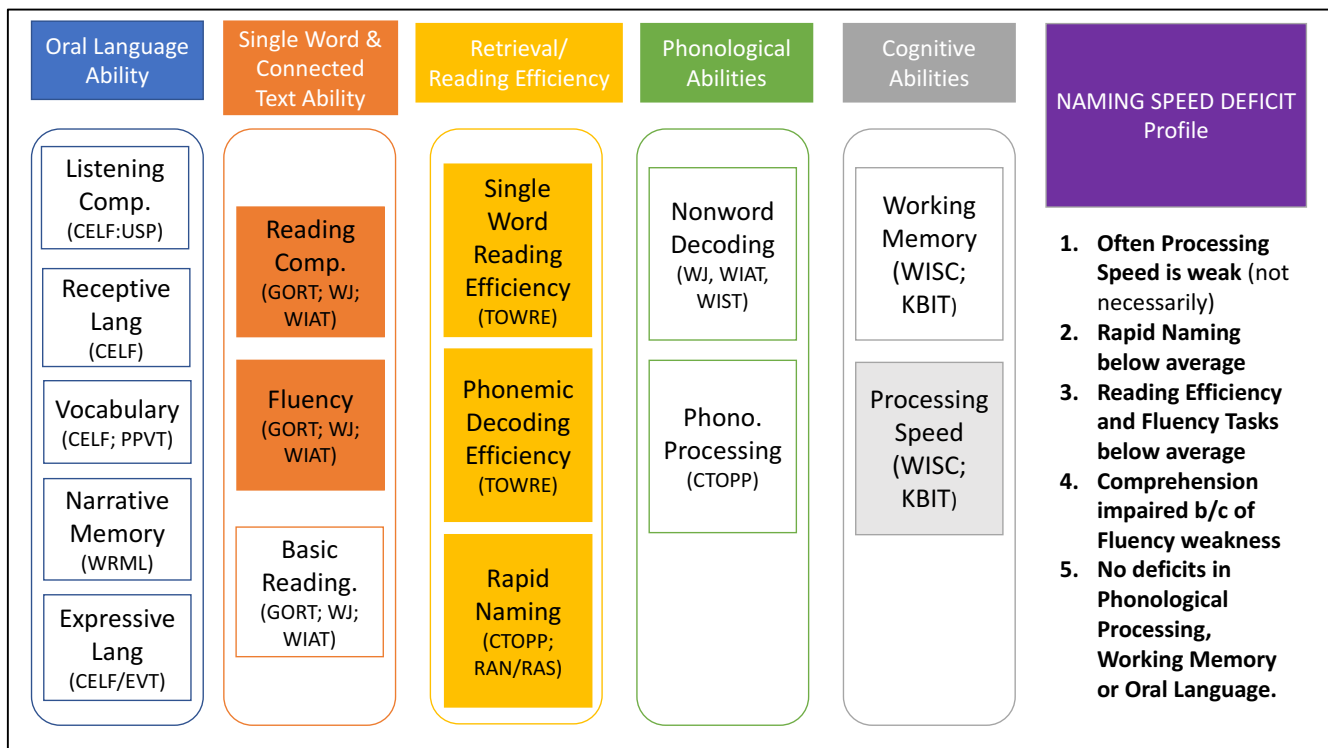 Oral Language
Ability
Single Word &
Connected
Text Ability
Retrieval/
Reading Efficiency
Phonological
Abilities
Cognitive
Abilities
NAMING SPEED DEFICIT
Profile
Listening
Comp.
(CELF:USP)
Receptive
Lang
(CELF)
Vocabulary
(CELF; PPVT)
Narrative
Memory
(WRML)
Expressive
Lang
(CELF/EVT)
Reading
Comp.
(GORT; WJ;
WIAT)
Fluency
(GORT; WJ;
WIAT)
Basic
Reading.
(GORT; WJ;
WIAT)
Single
Word
Reading
Efficiency
(TOWRE)
Phonemic
Decoding
Efficiency
(TOWRE)
Rapid
Naming
(CTOPP;
RAN/RAS)
Nonword
Decoding
(WJ, WIAT,
WIST)
Phono.
Processing
(CTOPP)
Working
Memory
(WISC;
KBIT)
Processing
Speed
(WISC;
KBIT)
1. Often Processing
Speed is weak (not
necessarily)
2. Rapid Naming
below average
3. Reading Efficiency
and Fluency Tasks
below average
4. Comprehension
impaired b/c of
Fluency weakness
5. No deficits in
Phonological
Processing,
Working Memory
or Oral Language.